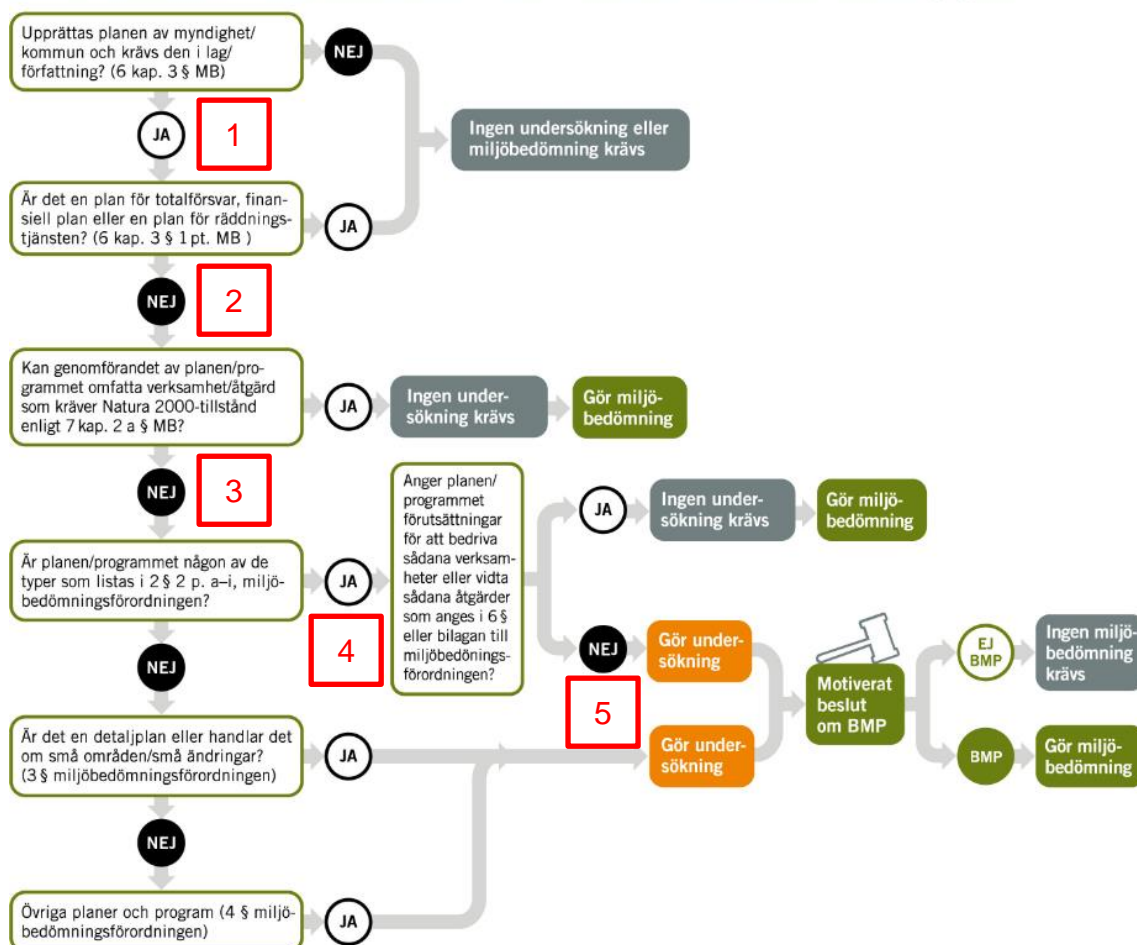 Upprättas planen av myndighet/
kommun och krävs den i lag/
författning? (6 kap. 3 § MB)
NEJ
JA
1
Ingen undersökning eller
miljöbedömning krävs
Är det en plan för totalförsvar, finan-
siell plan eller en plan för räddnings-
tjänsten? (6 kap. 3 § 1 pt. MB )
JA
NEJ
2
Kan genomförandet av planen/pro-
grammet omfatta verksamhet/åtgärd
som kräver Natura 2000-tillstånd
enligt 7 kap. 2 a § MB?
JA
Ingen under-
sökning krävs
Gör miljö-
bedömning
NEJ
3
Är planen/programmet någon av de
typer som listas i 2 § 2 p. a–i, miljö-
bedömningsförordningen?
JA
4
Anger planen/
programmet
förutsättningar
för att bedriva
sådana verksam-
heter eller vidta
sådana åtgärder
som anges i 6 §
eller bilagan till
miljöbedönings-
förordningen?
JA
Ingen under-
sökning krävs
Gör miljö-
bedömning
NEJ
5
Gör under-
sökning
Motiverat
beslut
om BMP
EJ
BMP
Ingen miljö-
bedömning
krävs
BMP
Gör miljö-
bedömning
NEJ
Är det en detaljplan eller handlar det
om små områden/små ändringar?
(3 § miljöbedömningsförordningen)
JA
Gör under-
sökning
NEJ
Övriga planer och program (4 § miljö-
bedömningsförordningen)
JA